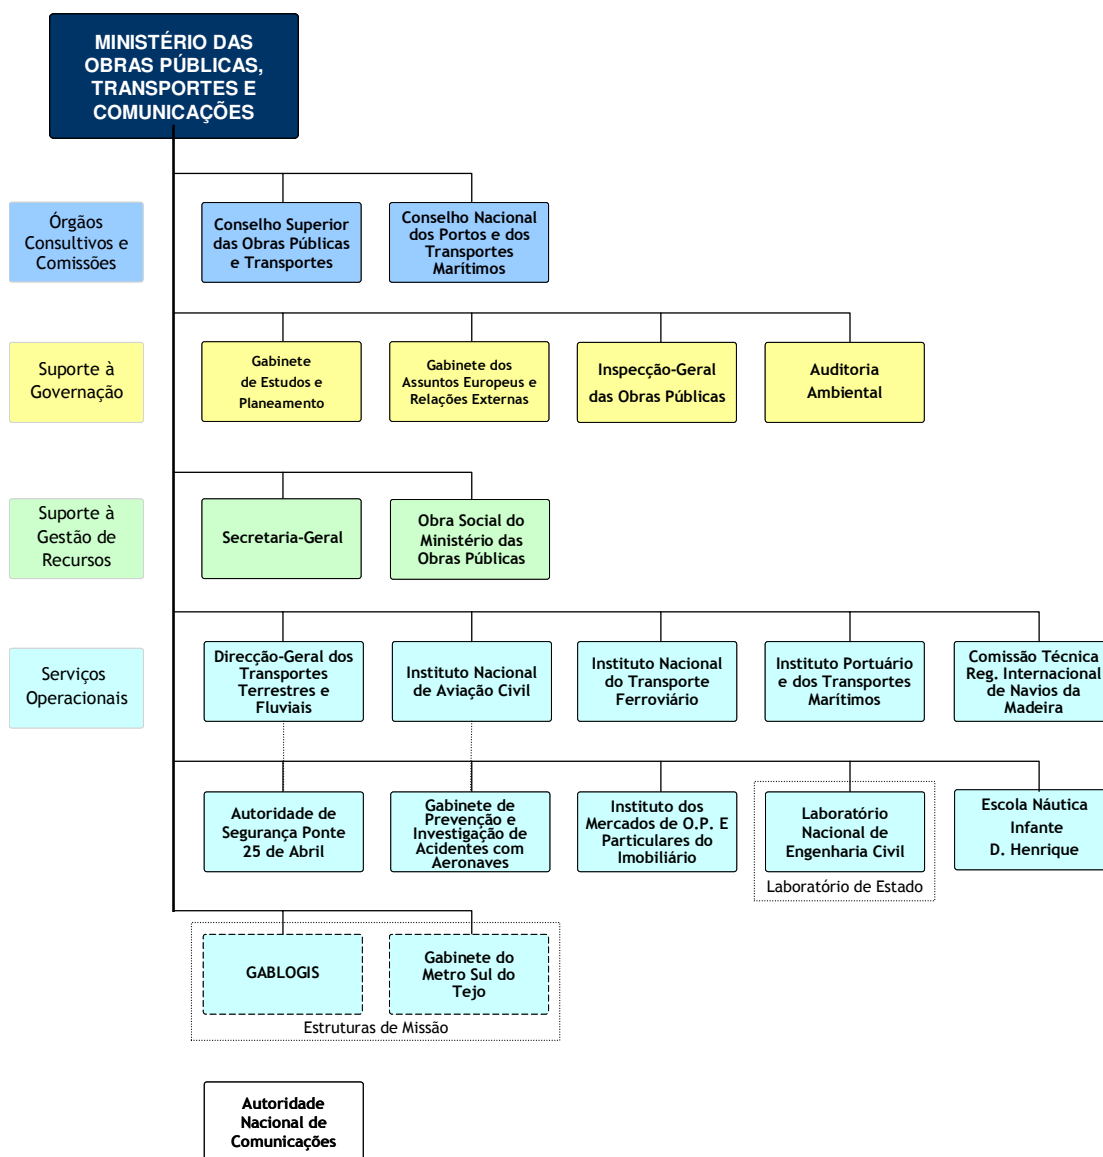 MINISTÉRIO DAS
OBRAS PÚBLICAS,
TRANSPORTES E
COMUNICAÇÕES
Órgãos
Consultivos e
Comissões
Conselho Superior
das Obras Públicas
e Transportes
Conselho Nacional
dos Portos e dos
Transportes
Marítimos
Suporte à
Governação
Gabinete
de Estudos e
Planeamento
Gabinete dos
Assuntos Europeus e
Relações Externas
Inspecção-Geral
das Obras Públicas
Auditoria
Ambiental
Suporte à
Gestão de
Recursos
Secretaria-Geral
Obra Social do
Ministério das
Obras Públicas
Serviços
Operacionais
Direcção-Geral dos
Transportes
Terrestres e
Fluviais
Instituto Nacional
de Aviação Civil
Instituto Nacional
do Transporte
Ferroviário
Instituto Portuário
e dos Transportes
Marítimos
Comissão Técnica
Reg. Internacional
de Navios da
Madeira
Autoridade de
Segurança Ponte
25 de Abril
Gabinete de
Prevenção e
Investigação de
Acidentes com
Aeronaves
Instituto dos
Mercados de O.P. E
Particulares do
Imobiliário
Laboratório
Nacional de
Engenharia Civil
Laboratório de Estado
Escola Náutica
Infante
D. Henrique
GABLOGIS
Gabinete do
Metro Sul do
Tejo
Estruturas de Missão
Autoridade
Nacional de
Comunicações